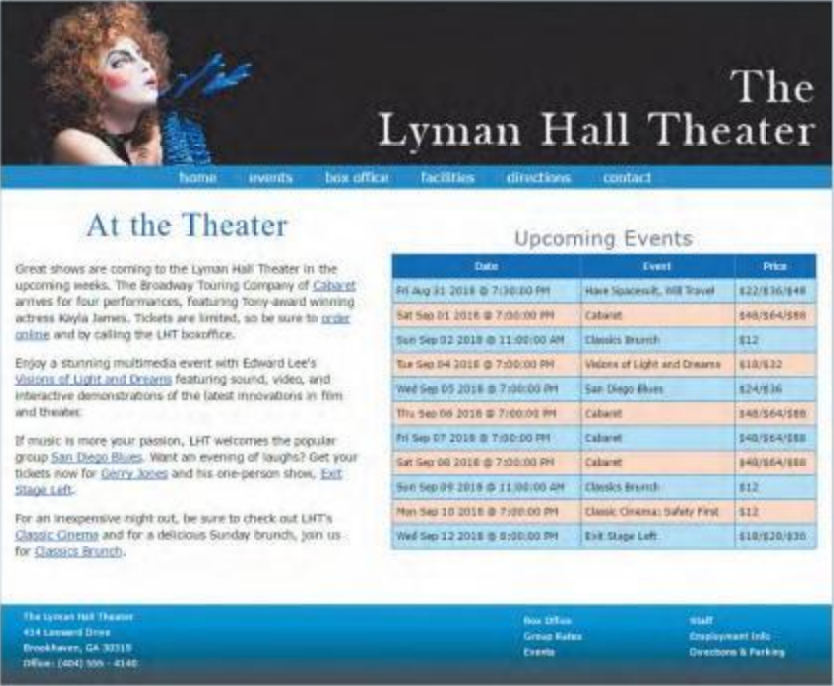 The
Lyman Hall Theater
home events box office facilities directions contact
At the Theater
Great shows are coming to the Lyman Hall Theater in the
upcoming weeks. The Broadway Touring Company of Cabaret
arrives for four performances, featuring Tony-award winning
actress Kayla James. Tickets are limited, so be sure to order
online and by calling the LHT boxoffice.
Enjoy a stunning multimedia event with Edward Lee's
Visions of Light and Dreams featuring sound, video, and
interactive demonstrations of the latest innovations in film
and theater.
If music is more your passion, LHT welcomes the popular
group San Diego Blues. Want an evening of laughs? Get your
tickets now for Gerry Jones and his one-person show, Exit
Stage Left.
For an inexpensive night out, be sure to check out LHT's
Classic Cinema and for a delicious Sunday brunch, join us
for Classics Brunch.
Upcoming Events
Date Event Price
Fri Aug 31 2018 @ 7:30:00 PM Have Spacesuit, Will Travel $22/$36/$48
Sat Sep 01 2018 @ 7:00:00 PM Cabaret $48/$64/$88
Sun Sep 02 2018 @ 11:00:00 AM Classics Brunch $12
Tue Sep 04 2018 @ 7:00:00 PM Visions of Light and Dreams $18/$32
Wed Sep 05 2018 @ 7:00:00 PM San Diego Blues $24/$36
Thu Sep 06 2018 @ 7:00:00 PM Cabaret $48/$64/$88
Fri Sep 07 2018 @ 7:00:00 PM Cabaret $48/$64/$88
Sat Sep 08 2018 @ 7:00:00 PM Cabaret $48/$64/$88
Sun Sep 09 2018 @ 11:00:00 AM Classics Brunch $12
Mon Sep 10 2018 @ 7:00:00 PM Classic Cinema: Safety First $12
Wed Sep 12 2018 @ 8:00:00 PM Exit Stage Left $18/$28/$36
The Lyman Hall Theater
414 Leeward Drive
Brookhaven, GA 30319
Office: (404) 555 - 4140
Box Office
Group Rates
Events
Staff
Employment Info
Directions & Parking